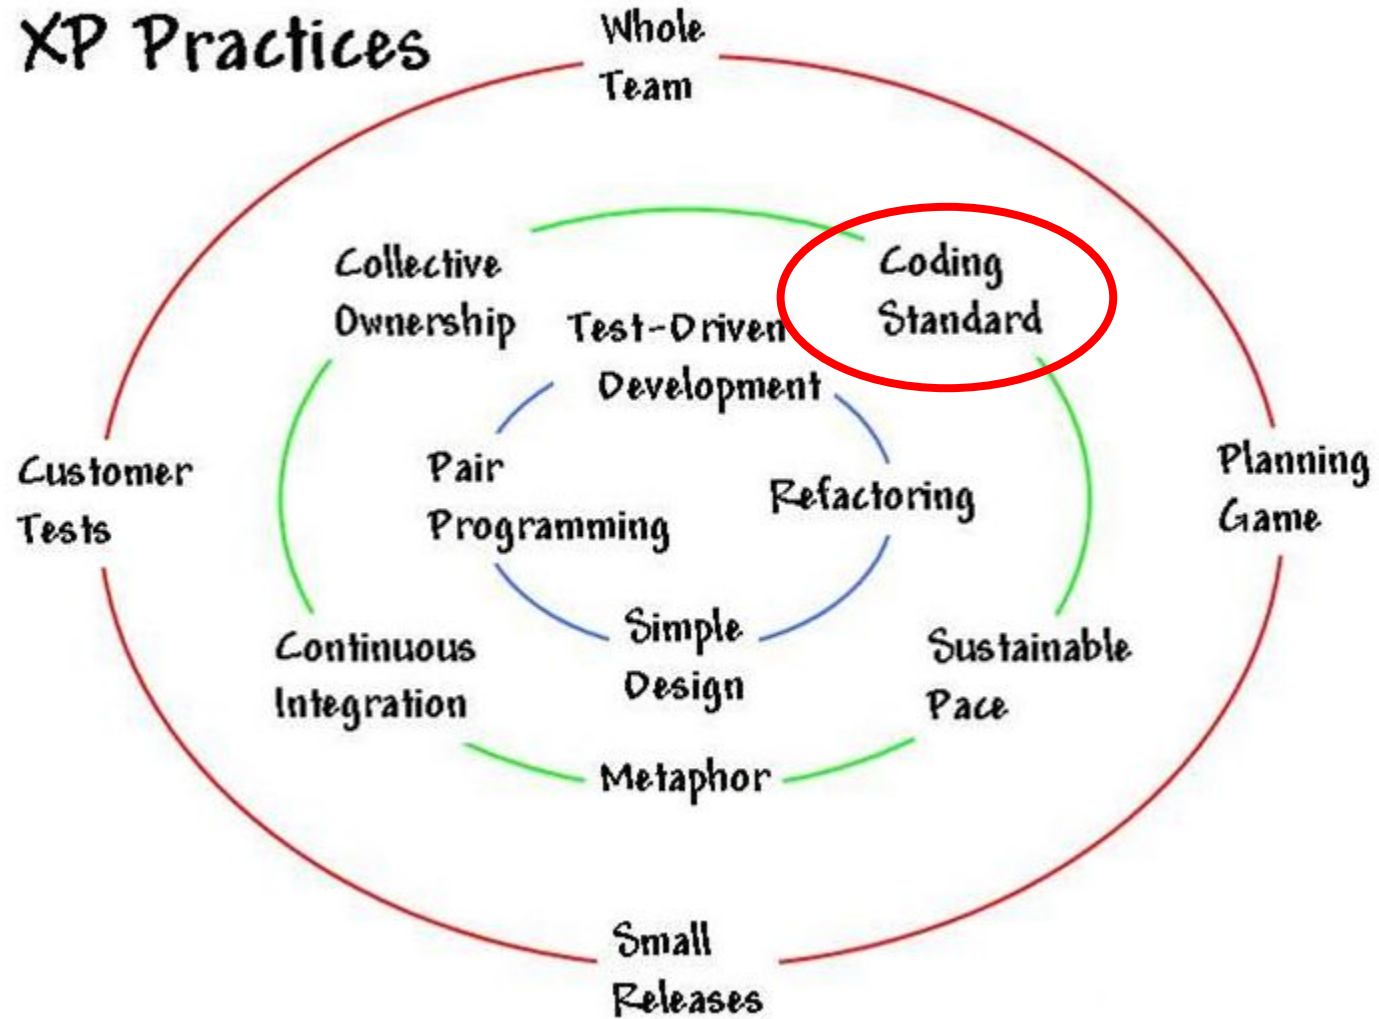 XP Practices
Whole
Team
Collective
Ownership
Coding
Standard
Test-Driven
Development
Customer
Tests
Pair
Programming
Refactoring
Planning
Game
Continuous
Integration
Simple
Design
Sustainable
Pace
Metaphor
Small
Releases